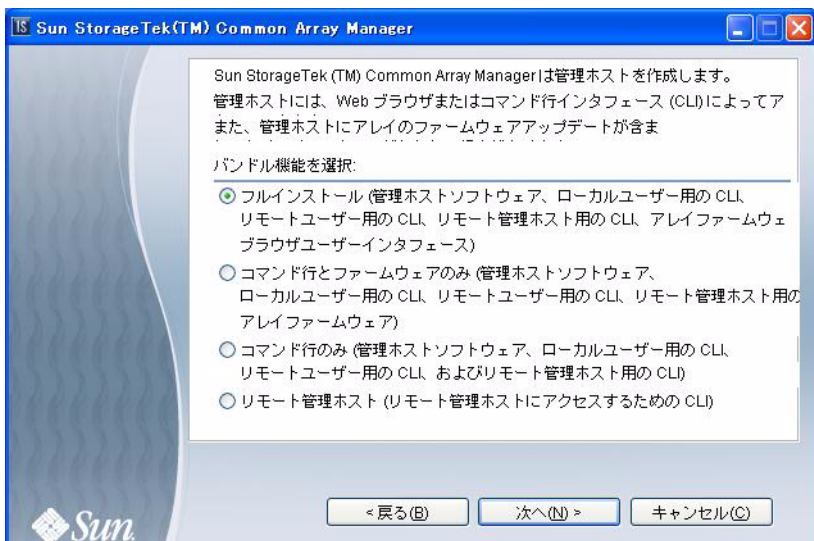 Sun StorageTek(TM) Common Array Manager
Sun StorageTek (TM) Common Array Managerは管理ホストを作成します。
管理ホストには、Web ブラウザまたはコマンド行インタフェース (CLI)によってア
また、管理ホストにアレイのファームウェアアップデートが含ま
バンドル機能を選択:
フルインストール (管理ホストソフトウェア、ローカルユーザー用の CLI、
リモートユーザー用の CLI、リモート管理ホスト用の CLI、アレイファームウェ
ブラウザユーザーインタフェース)
コマンド行とファームウェアのみ (管理ホストソフトウェア、
ローカルユーザー用の CLI、リモートユーザー用の CLI、リモート管理ホスト用の
アレイファームウェア)
コマンド行のみ (管理ホストソフトウェア、ローカルユーザー用の CLI、
リモートユーザー用の CLI、およびリモート管理ホスト用の CLI)
リモート管理ホスト (リモート管理ホストにアクセスするための CLI)
Sun
<戻る(B)
次へ(N) >
キャンセル(C)